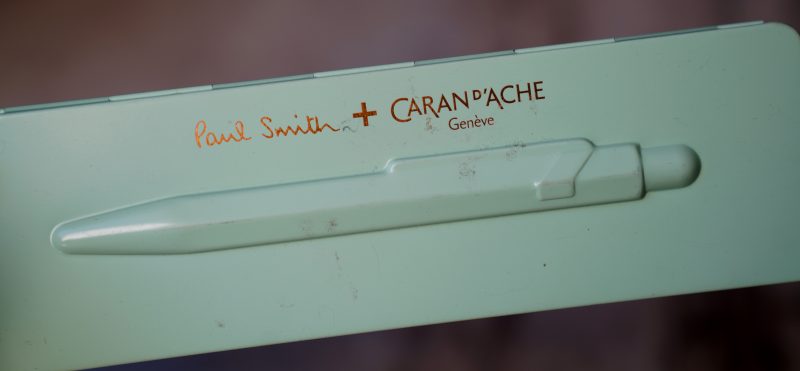 Paul Smith + CARAN D'ACHE
Genève